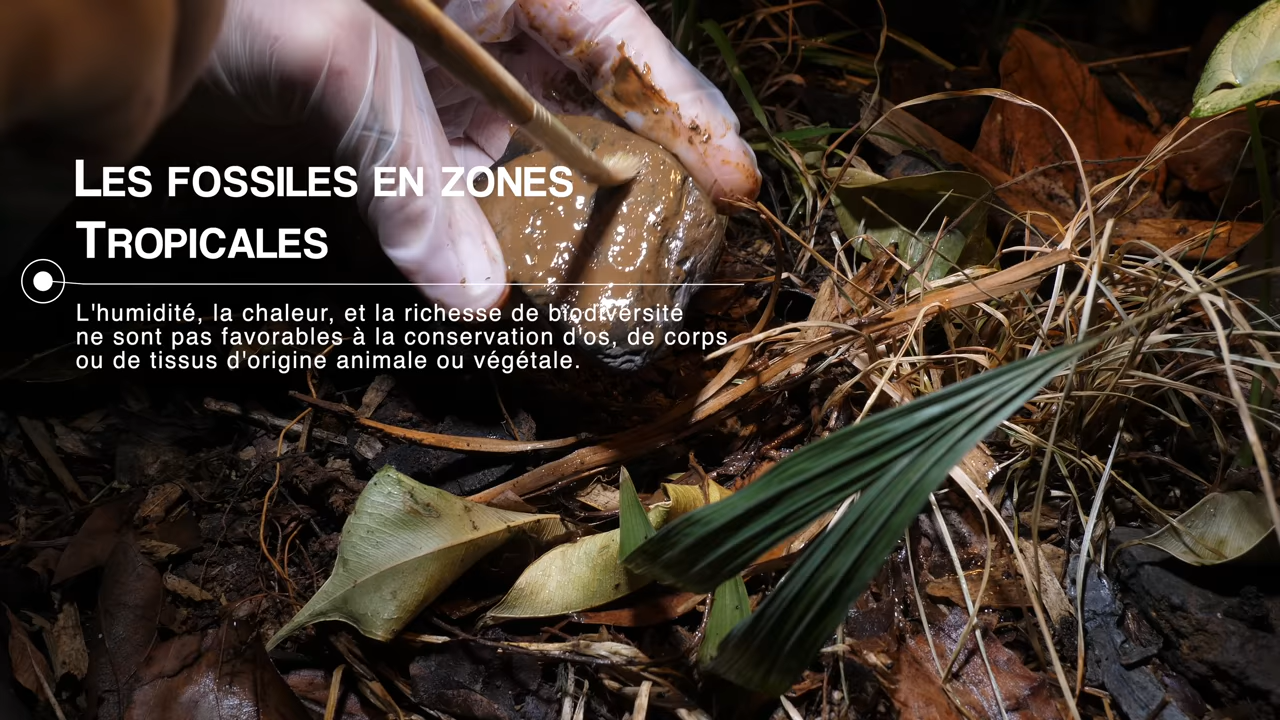 Les fossiles en zones
Tropicales
L'humidité, la chaleur, et la richesse de biodiversité
ne sont pas favorables à la conservation d'os, de corps
ou de tissus d'origine animale ou végétale.